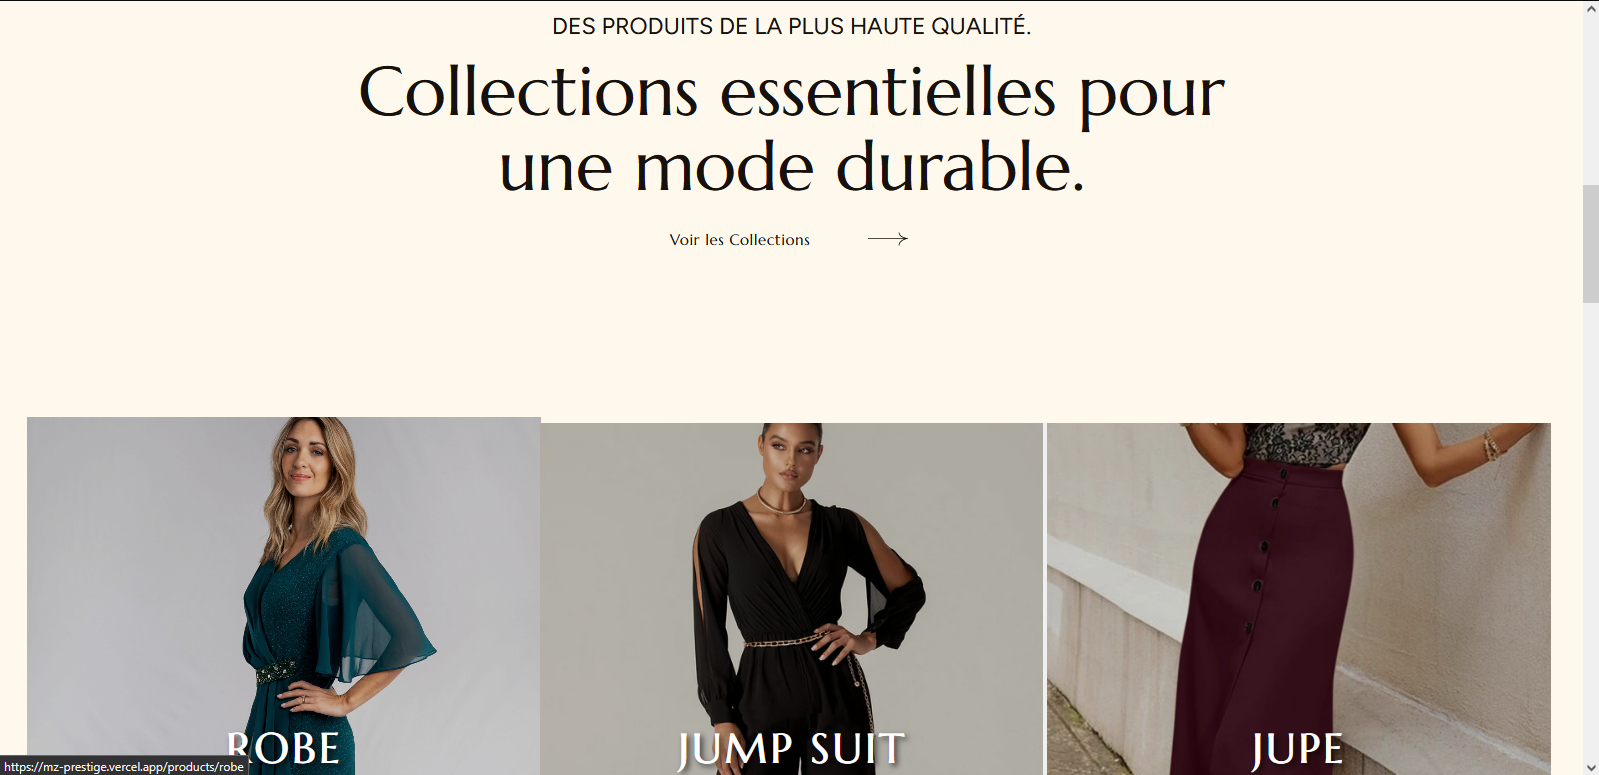 DES PRODUITS DE LA PLUS HAUTE QUALITÉ.
Collections essentielles pour
une mode durable.
Voir les Collections
ROBE
JUMP SUIT
JUPE
https://mz-prestige.vercel.app/products/robe